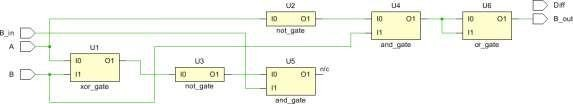 U2
I0 O1
not_gate
U4
I0 O1
I1
and_gate
U6
I0 O1
I1
or_gate
Diff
B_out
B_in
A
B
U1
I0 O1
I1
xor_gate
U3
I0 O1
not_gate
U5
I0 O1
I1
and_gate
n/c